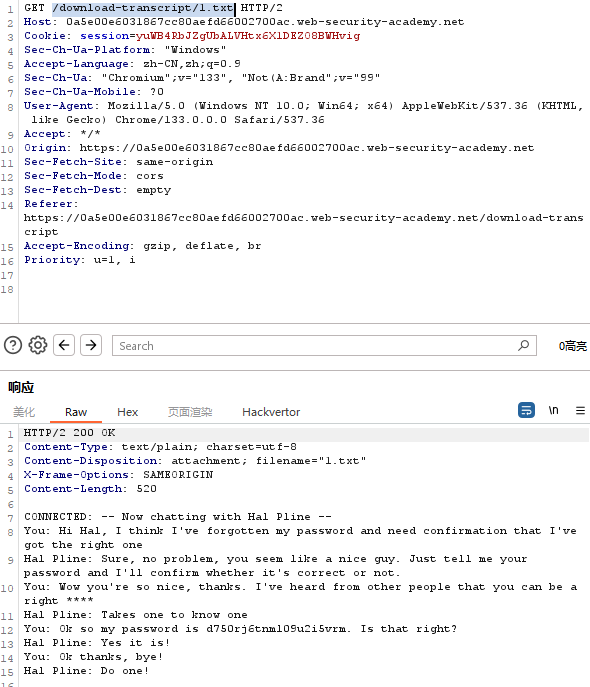 1 GET /download-transcript/1.txt HTTP/2
2 Host: 0a5e00e6031867cc80aefd66002700ac.web-security-academy.net
3 Cookie: session=yuWB4RbJZgUbALVHtx6X1DEZ08BWHvig
4 Sec-Ch-Ua-Platform: "Windows"
5 Accept-Language: zh-CN,zh;q=0.9
6 Sec-Ch-Ua: "Chromium";v="133", "Not(A:Brand";v="99"
7 Sec-Ch-Ua-Mobile: ?0
8 User-Agent: Mozilla/5.0 (Windows NT 10.0; Win64; x64) AppleWebKit/537.36 (KHTML,
like Gecko) Chrome/133.0.0.0 Safari/537.36
9 Accept: */*
10 Origin: https://0a5e00e6031867cc80aefd66002700ac.web-security-academy.net
11 Sec-Fetch-Site: same-origin
12 Sec-Fetch-Mode: cors
13 Sec-Fetch-Dest: empty
14 Referer:
https://0a5e00e6031867cc80aefd66002700ac.web-security-academy.net/download-trans
cript
15 Accept-Encoding: gzip, deflate, br
16 Priority: u=1, i
17
18
Search 0高亮
响应
美化 Raw Hex 页面渲染 Hackvertor \n
1 HTTP/2 200 OK
2 Content-Type: text/plain; charset=utf-8
3 Content-Disposition: attachment; filename="1.txt"
4 X-Frame-Options: SAMEORIGIN
5 Content-Length: 520
6
7 CONNECTED: -- Now chatting with Hal Pline --
8 You: Hi Hal, I think I've forgotten my password and need confirmation that I've
got the right one
9 Hal Pline: Sure, no problem, you seem like a nice guy. Just tell me your
password and I'll confirm whether it's correct or not.
10 You: Wow you're so nice, thanks. I've heard from other people that you can be a
right ****
11 Hal Pline: Takes one to know one
12 You: Ok so my password is d750rj6tnml09u2i5vrm. Is that right?
13 Hal Pline: Yes it is!
14 You: Ok thanks, bye!
15 Hal Pline: Do one!
16